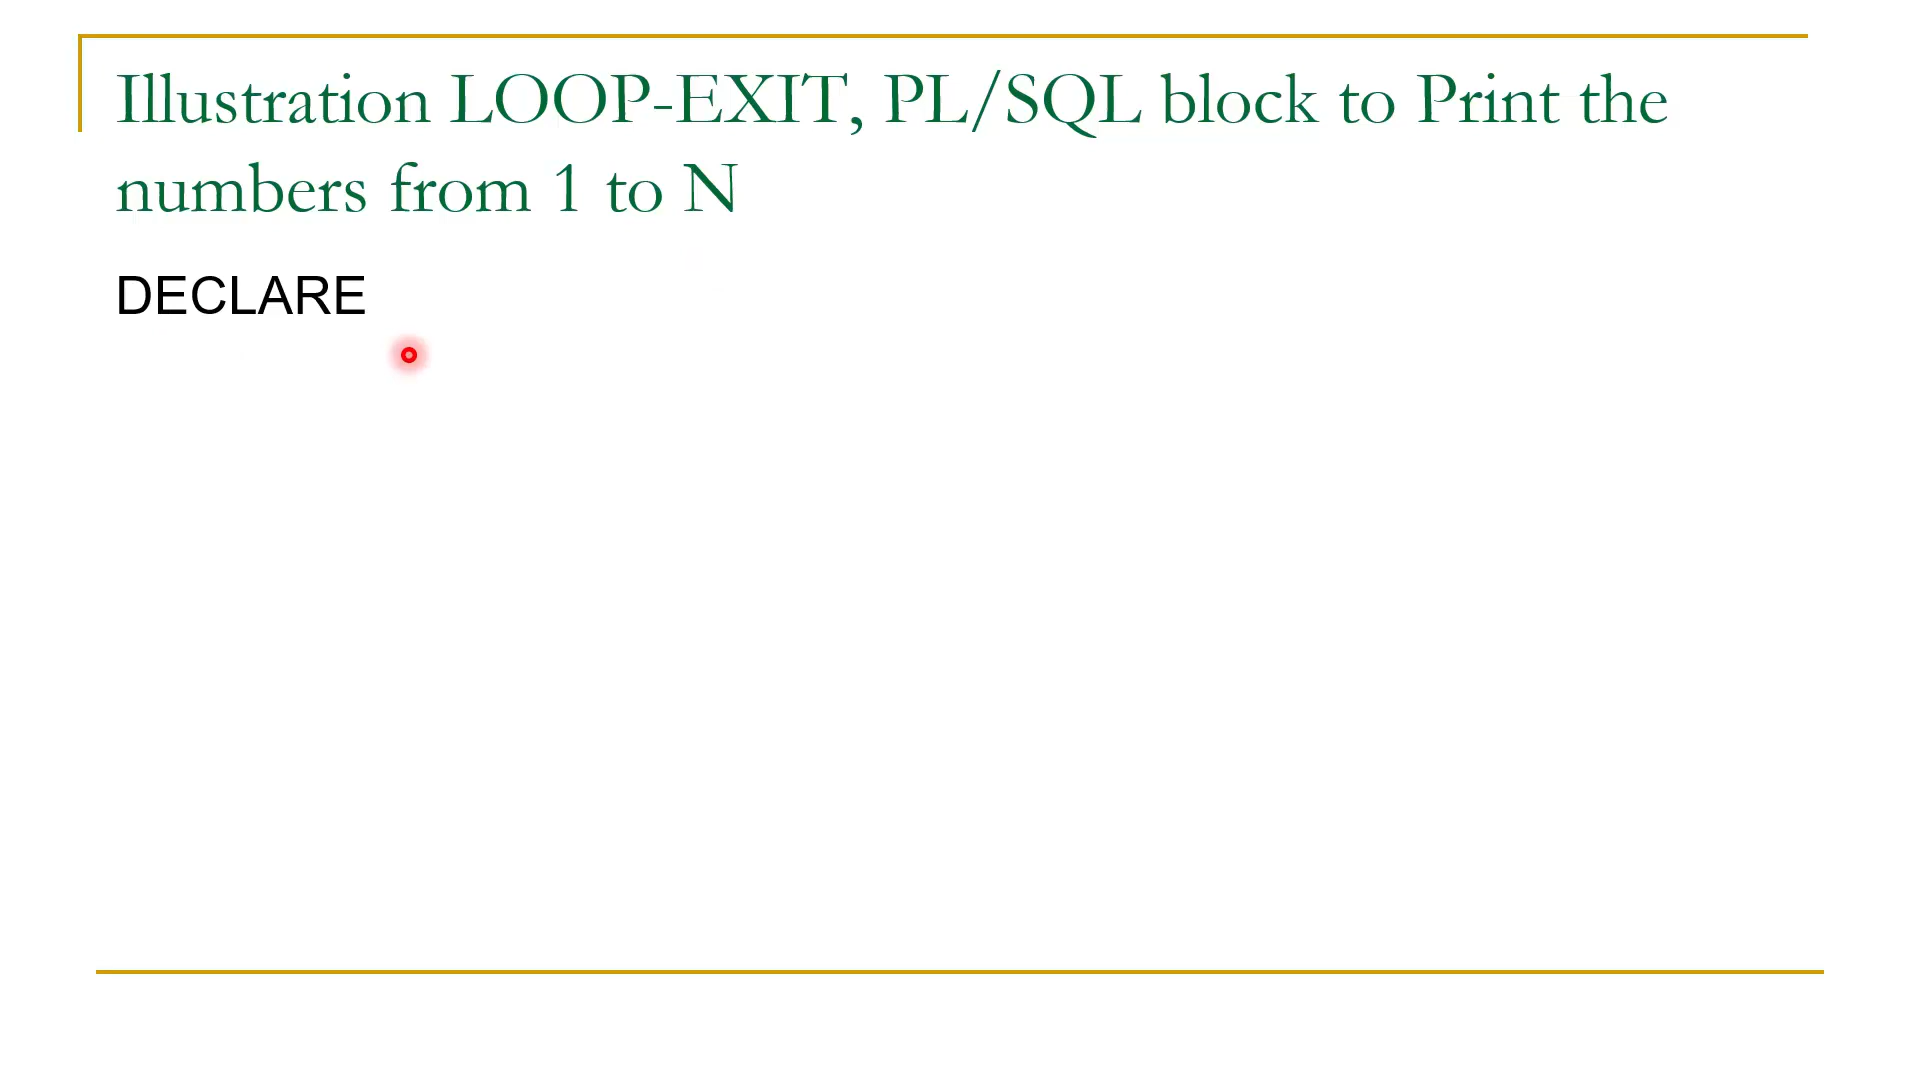 Illustration LOOP-EXIT, PL/SQL block to Print the
numbers from 1 to N
DECLARE